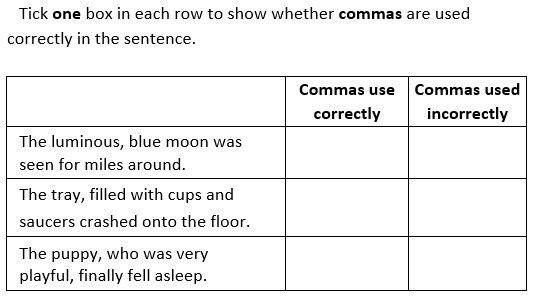 Tick one box in each row to show whether commas are used
correctly in the sentence.
Commas use
correctly
Commas used
incorrectly
The luminous, blue moon was
seen for miles around.
The tray, filled with cups and
saucers crashed onto the floor.
The puppy, who was very
playful, finally fell asleep.